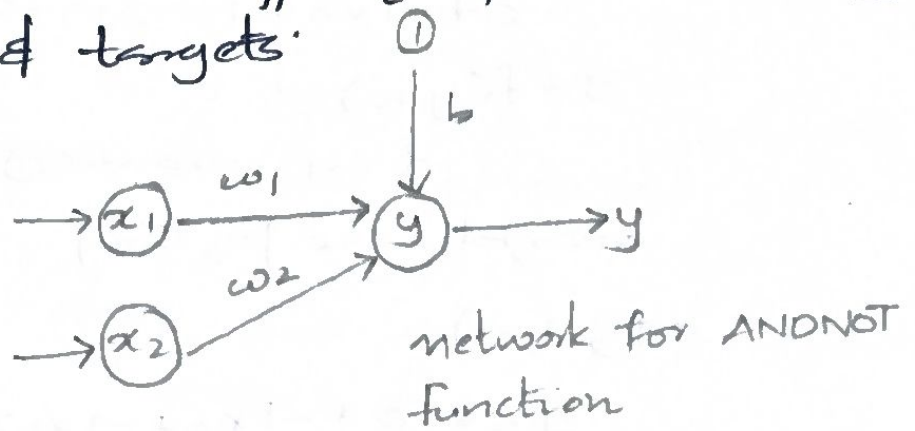 & targets.
1
b
x1
w1
y
y
w2
x2
network for ANDNOT
function